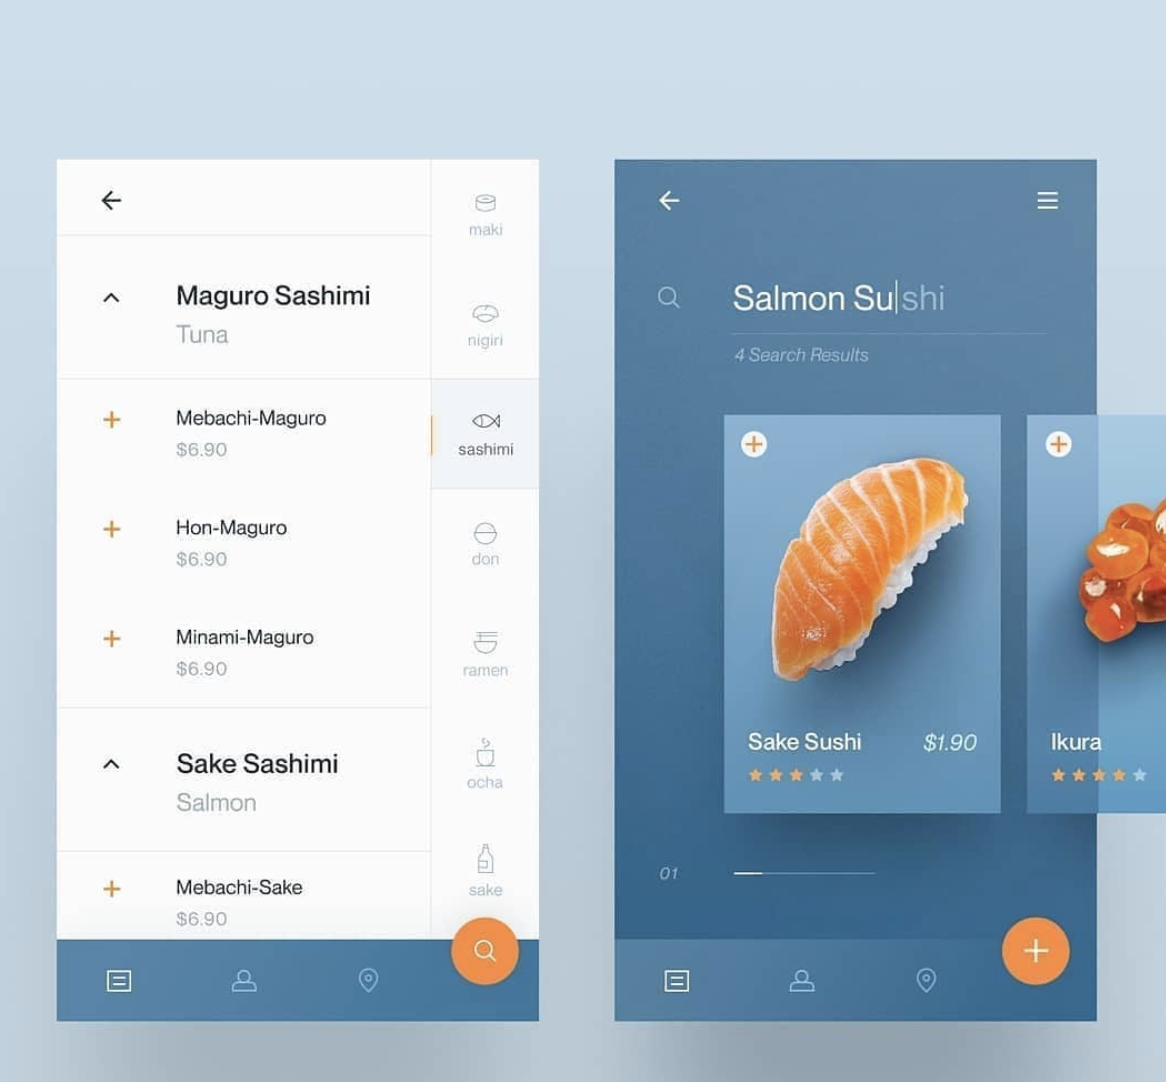 Maguro Sashimi
Tuna
Mebachi-Maguro
$6.90
Hon-Maguro
$6.90
Minami-Maguro
$6.90
Sake Sashimi
Salmon
Mebachi-Sake
$6.90
maki
nigiri
sashimi
don
ramen
ocha
sake
Salmon Sushi
4 Search Results
Sake Sushi $1.90
Ikura
01